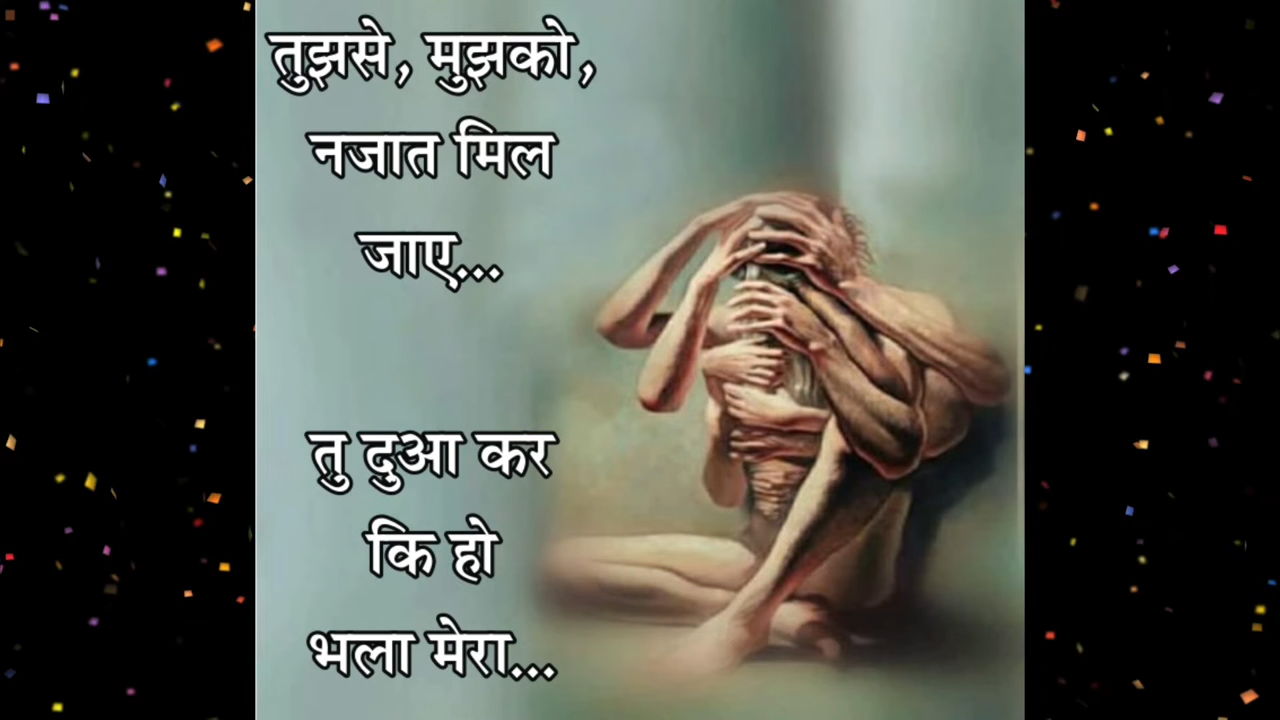 तुझसे, मुझको,
नजात मिल
जाए...
तु दुआ कर
कि हो
भला मेरा...